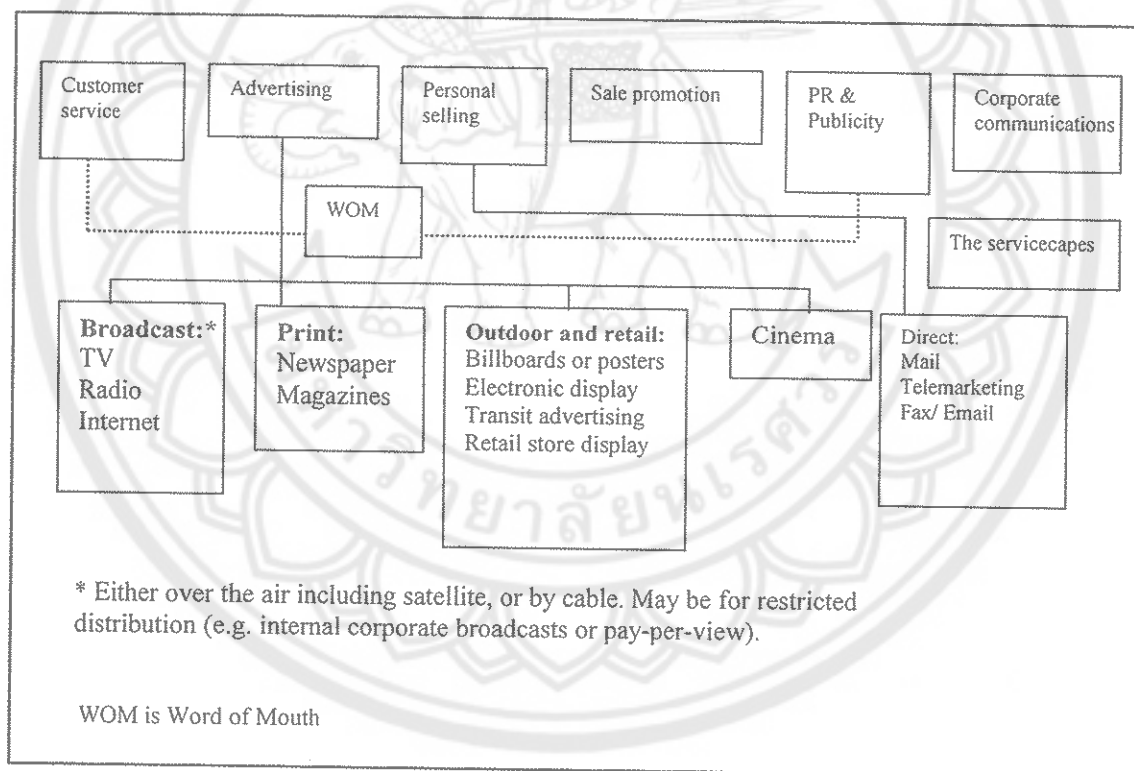 Customer
service
Advertising
Personal
selling
Sale promotion
PR &
Publicity
Corporate
communications
WOM
The servicecapes
Broadcast:*
TV
Radio
Internet
Print:
Newspaper
Magazines
Outdoor and retail:
Billboards or posters
Electronic display
Transit advertising
Retail store display
Cinema
Direct:
Mail
Telemarketing
Fax/ Email
* Either over the air including satellite, or by cable. May be for restricted
distribution (e.g. internal corporate broadcasts or pay-per-view).
WOM is Word of Mouth